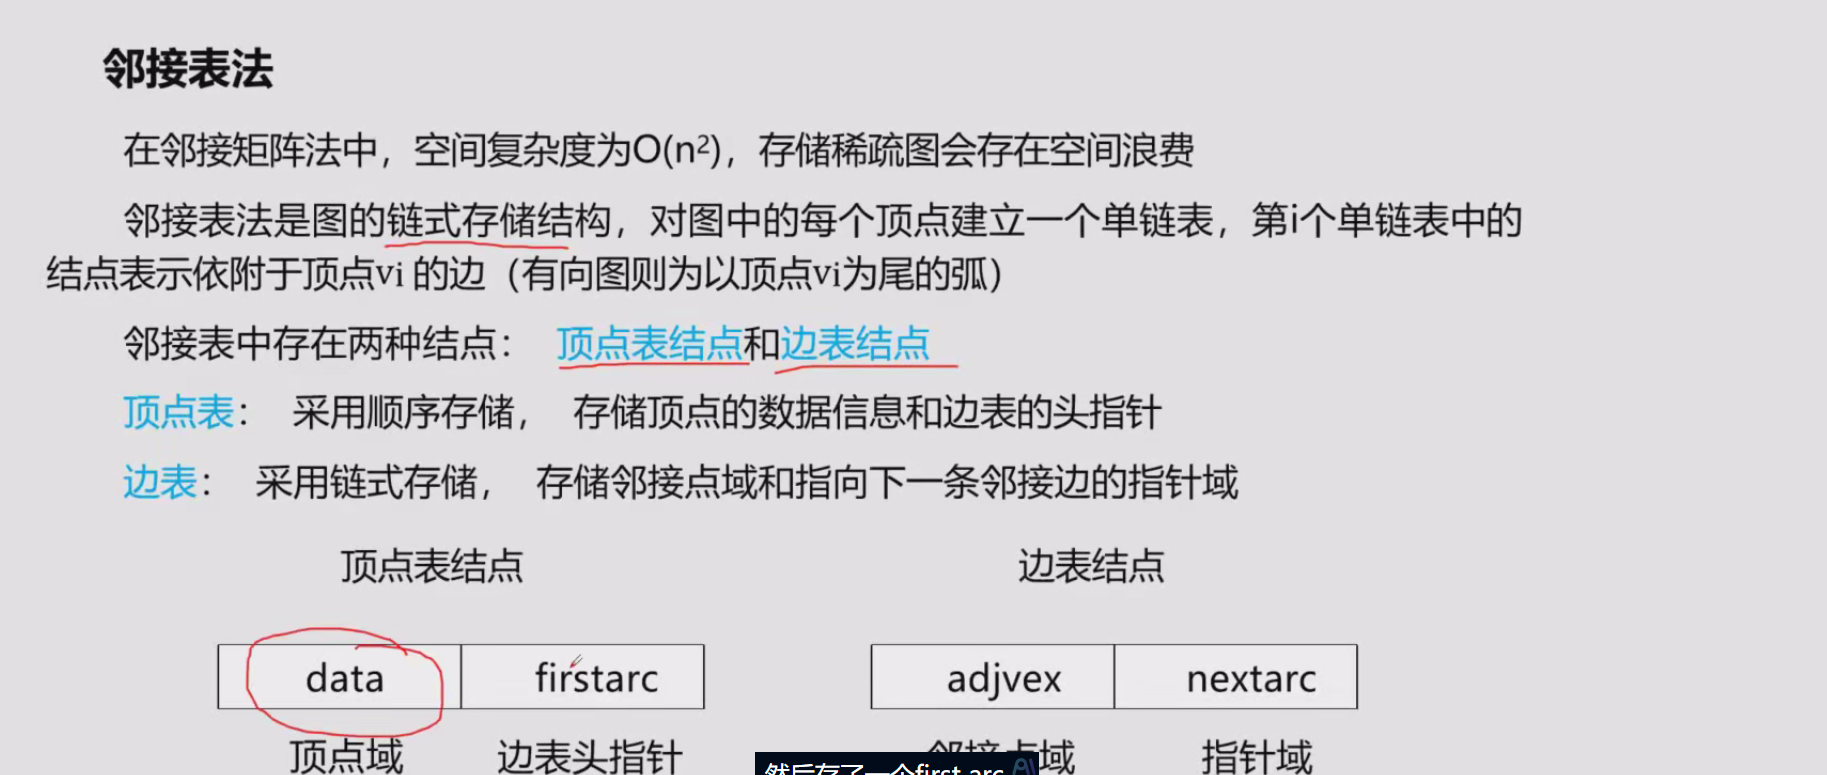 邻接表法
在邻接矩阵法中，空间复杂度为O(n²)，存储稀疏图会存在空间浪费
邻接表法是图的链式存储结构，对图中的每个顶点建立一个单链表，第i个单链表中的
结点表示依附于顶点vi 的边（有向图则为以顶点vi为尾的弧）
邻接表中存在两种结点： 顶点表结点和边表结点
顶点表： 采用顺序存储， 存储顶点的数据信息和边表的头指针
边表： 采用链式存储， 存储邻接点域和指向下一条邻接边的指针域
顶点表结点 边表结点
data firstarc adjvex nextarc
顶点域 边表头指针 邻接点域 指针域
然后存了一个first arc